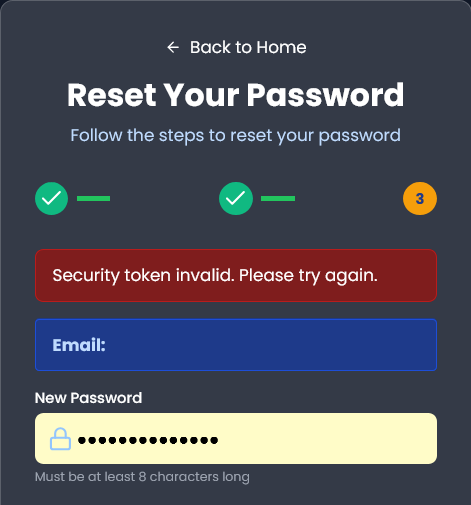 ← Back to Home
Reset Your Password
Follow the steps to reset your password
3
Security token invalid. Please try again.
Email:
New Password
••••••••••••••
Must be at least 8 characters long